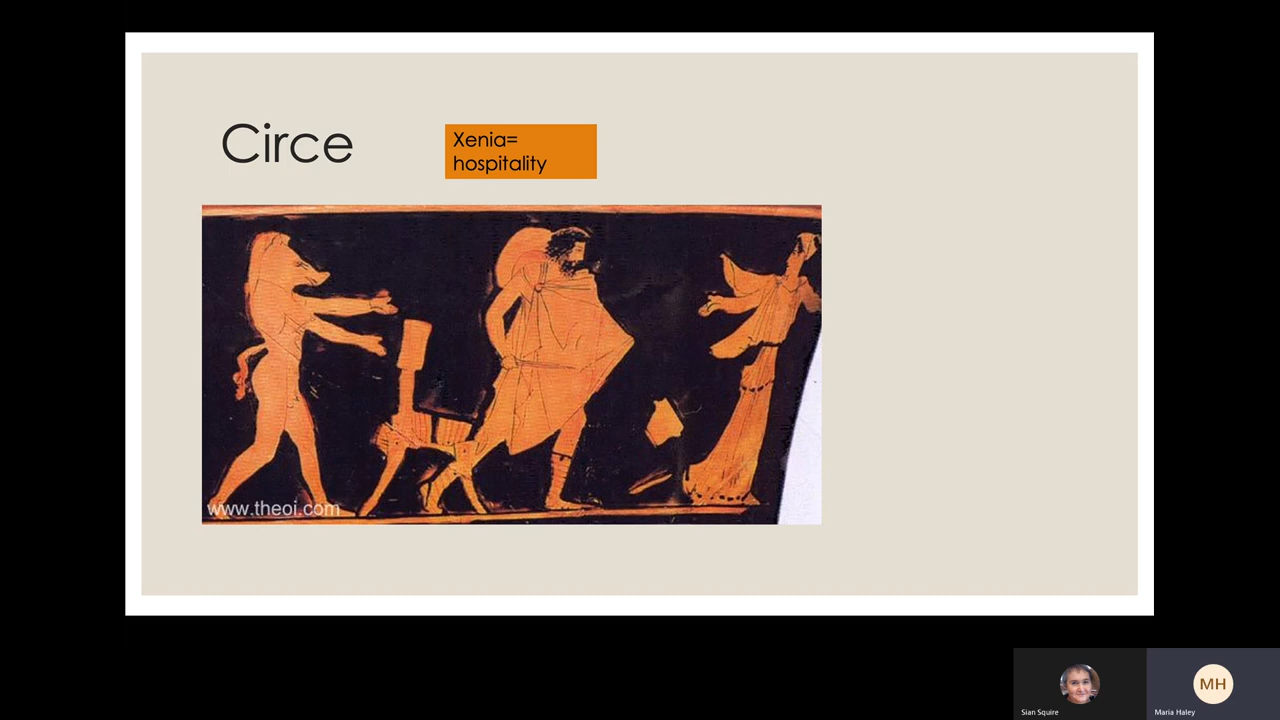 Circe
Xenia=
hospitality
www.theoi.com
MH
Sian Squire
Maria Haley